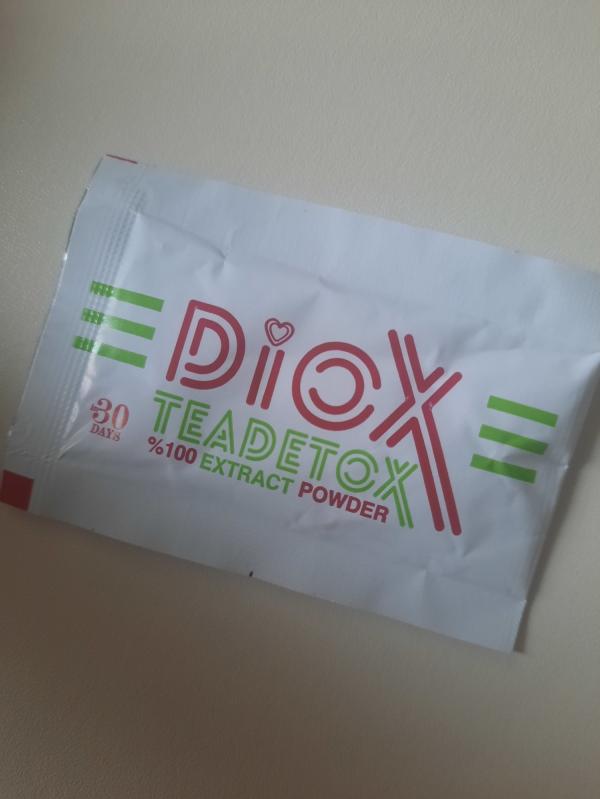 DiOX
TEADETOX
%100 EXTRACT POWDER
30
DAYS